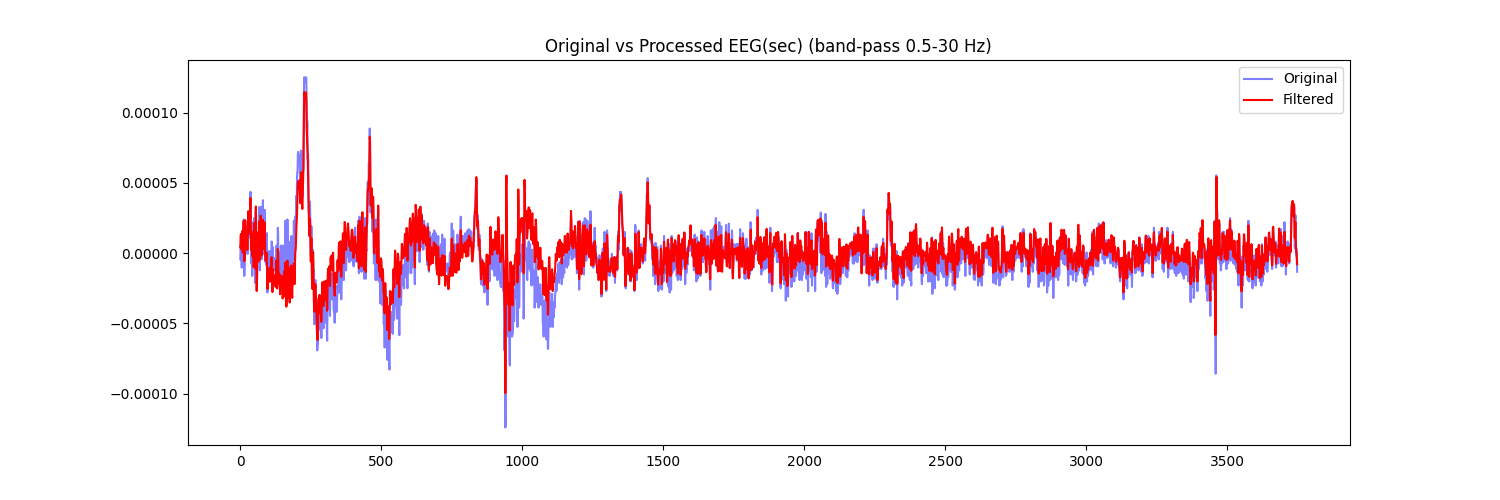 Original vs Processed EEG(sec) (band-pass 0.5-30 Hz)
Original
Filtered
0.00010
0.00005
0.00000
−0.00005
−0.00010
0 500 1000 1500 2000 2500 3000 3500